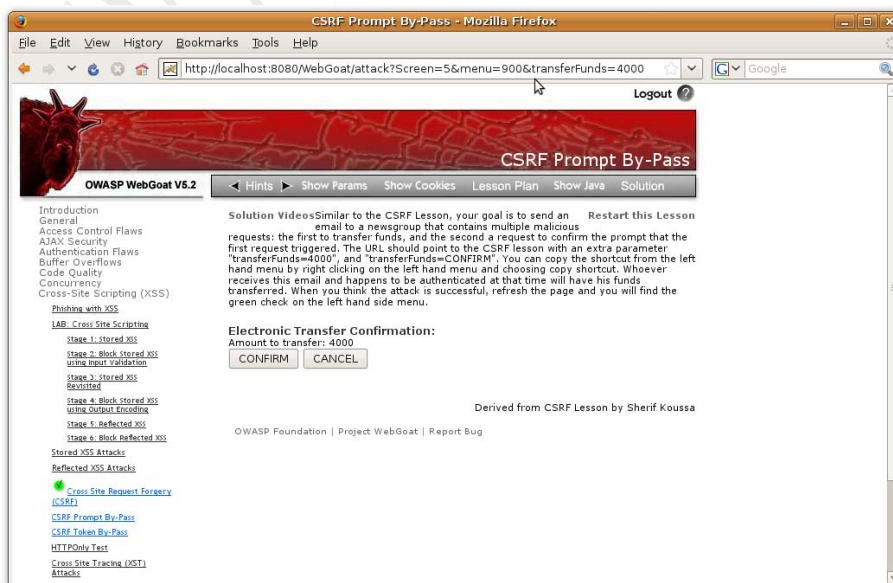 CSRF Prompt By-Pass - Mozilla Firefox
File Edit View History Bookmarks Tools Help
http://localhost:8080/WebGoat/attack?Screen=5&menu=900&transferFunds=4000
Google
Logout ?
CSRF Prompt By-Pass
OWASP WebGoat V5.2
Hints Show Params Show Cookies Lesson Plan Show Java Solution
Introduction
General
Access Control Flaws
AJAX Security
Authentication Flaws
Buffer Overflows
Code Quality
Concurrency
Cross-Site Scripting (XSS)
Phishing with XSS
LAB: Cross Site Scripting
Stage 1: Stored XSS
Stage 2: Block Stored XSS
using Input Validation
Stage 3: Stored XSS
Revisited
Stage 4: Block Stored XSS
using Output Encoding
Stage 5: Reflected XSS
Stage 6: Block Reflected XSS
Stored XSS Attacks
Reflected XSS Attacks
Cross Site Request Forgery
(CSRF)
CSRF Prompt By-Pass
CSRF Token By-Pass
HTTPOnly Test
Cross Site Tracing (XST)
Attacks
Solution Videos Similar to the CSRF Lesson, your goal is to send an Restart this Lesson
email to a newsgroup that contains multiple malicious
requests: the first to transfer funds, and the second a request to confirm the prompt that the
first request triggered. The URL should point to the CSRF lesson with an extra parameter
"transferFunds=4000", and "transferFunds=CONFIRM". You can copy the shortcut from the left
hand menu by right clicking on the left hand menu and choosing copy shortcut. Whoever
receives this email and happens to be authenticated at that time will have his funds
transferred. When you think the attack is successful, refresh the page and you will find the
green check on the left hand side menu.
Electronic Transfer Confirmation:
Amount to transfer: 4000
CONFIRM CANCEL
Derived from CSRF Lesson by Sherif Koussa
OWASP Foundation | Project WebGoat | Report Bug